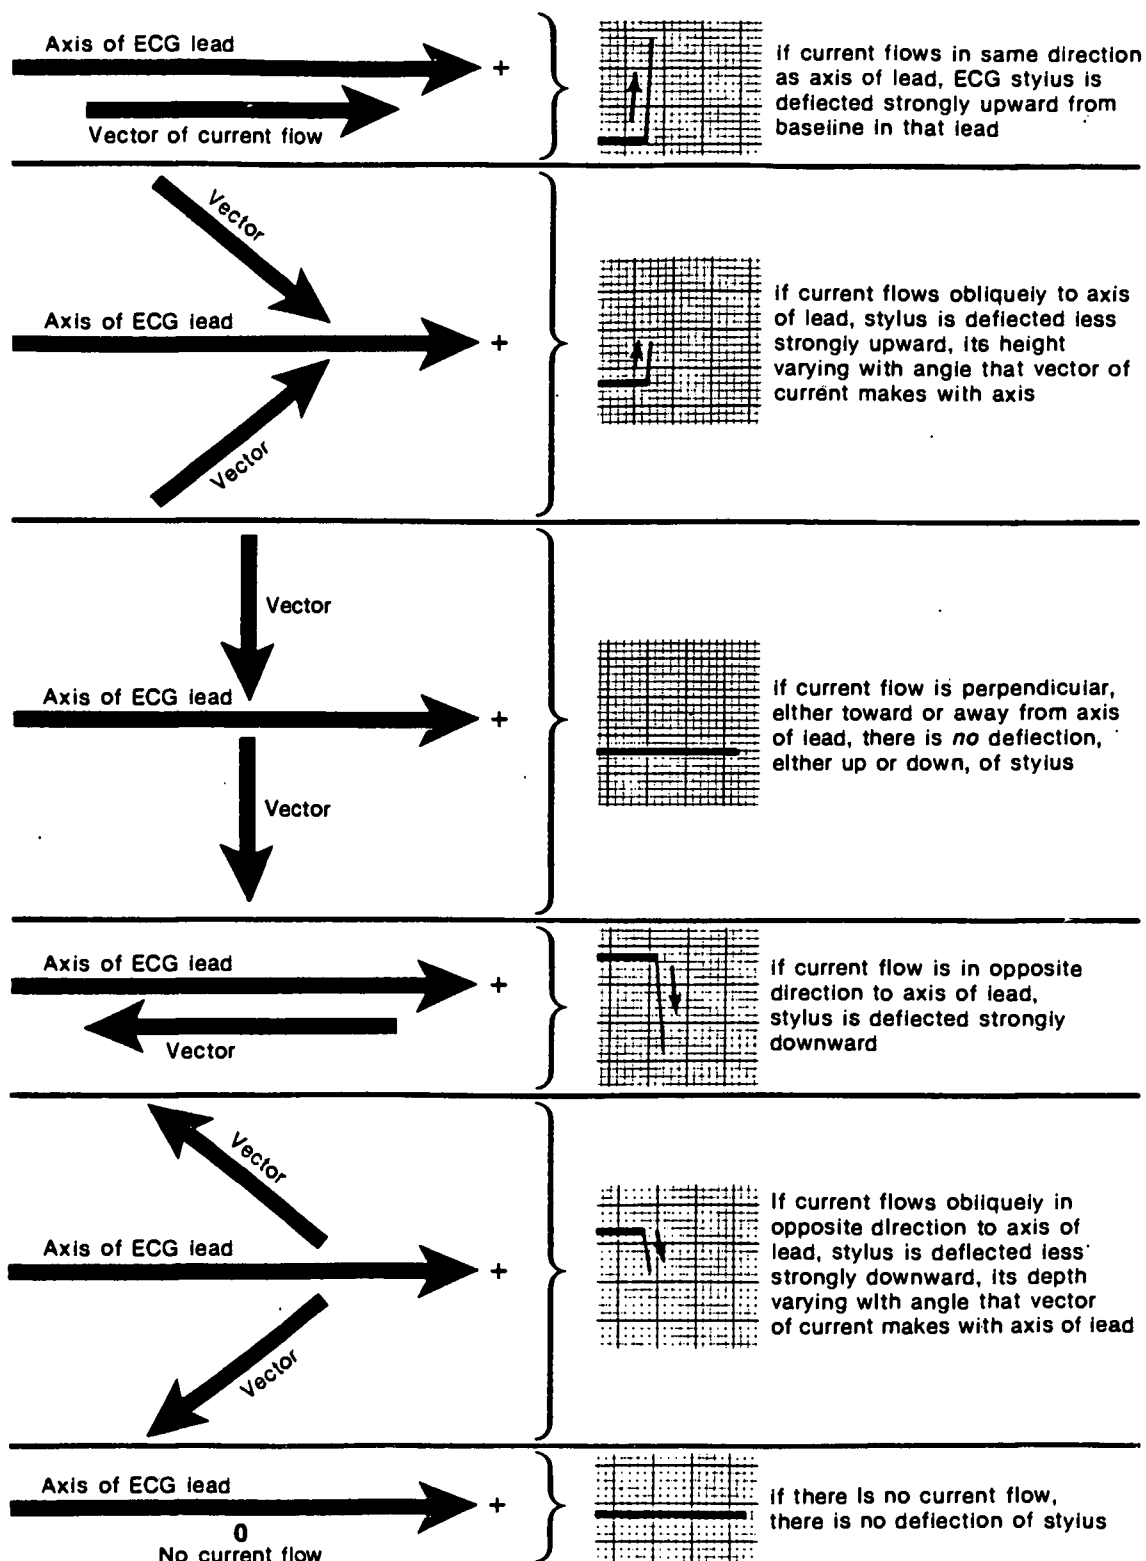 Axis of ECG lead
+
Vector of current flow
if current flows in same direction
as axis of lead, ECG stylus is
deflected strongly upward from
baseline in that lead
Vector
Axis of ECG lead
+
Vector
if current flows obliquely to axis
of lead, stylus is deflected less
strongly upward, its height
varying with angle that vector of
current makes with axis
Vector
Axis of ECG lead
+
Vector
if current flow is perpendicular,
either toward or away from axis
of lead, there is no deflection,
either up or down, of stylus
Axis of ECG lead
+
Vector
if current flow is in opposite
direction to axis of lead,
stylus is deflected strongly
downward
Vector
Axis of ECG lead
+
Vector
If current flows obliquely in
opposite direction to axis of
lead, stylus is deflected less
strongly downward, its depth
varying with angle that vector
of current makes with axis of lead
Axis of ECG lead
+
0
No current flow
if there is no current flow,
there is no deflection of stylus